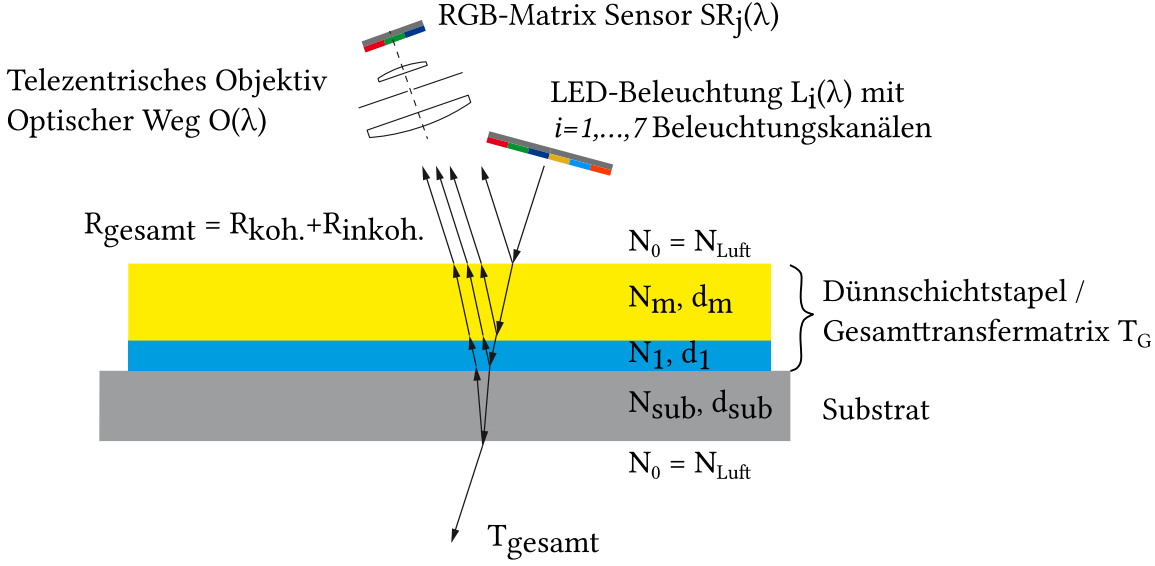 RGB-Matrix Sensor SRj(λ)
Telezentrisches Objektiv
Optischer Weg O(λ)
LED-Beleuchtung Li(λ) mit
i=1,...,7 Beleuchtungskanälen
Rgesamt = Rkoh.+Rinkoh.
N0 = NLuft
Nm, dm
Dünnschichtstapel /
Gesamttransfermatrix TG
N1, d1
Nsub, dsub
Substrat
N0 = NLuft
Tgesamt